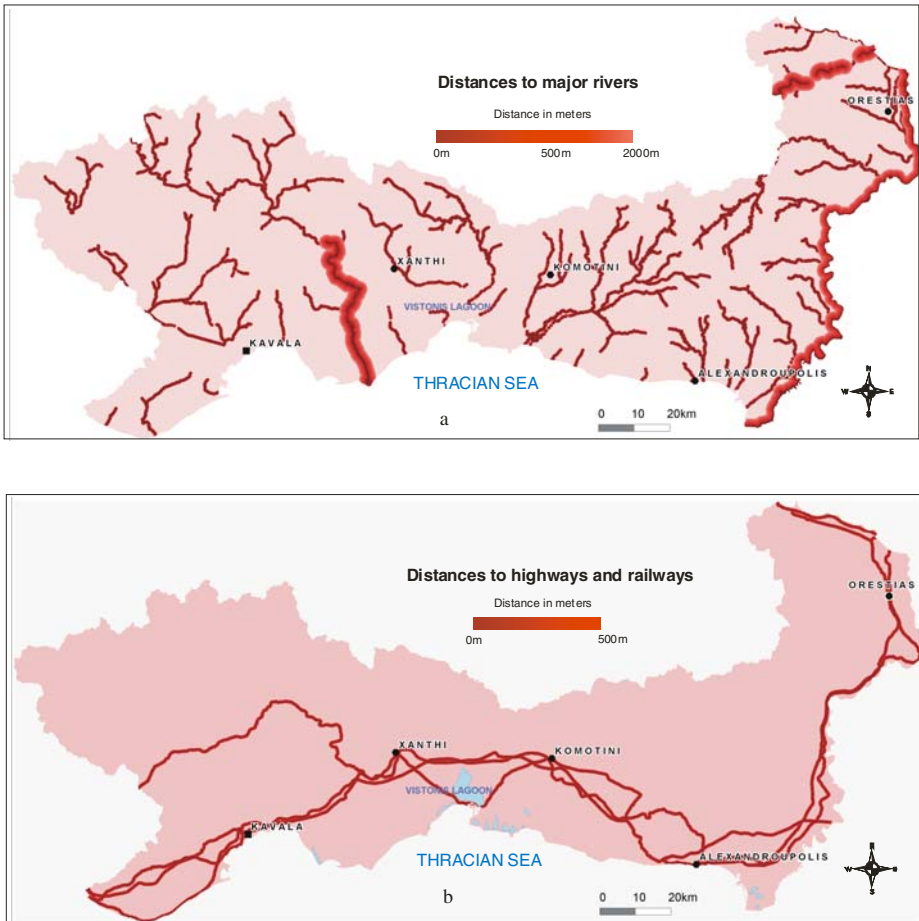 Distances to major rivers
Distance in meters
0m 500m 2000m
ORESTIAS
XANTHI
KOMOTINI
VISTONIS LAGOON
KAVALA
THRACIAN SEA
ALEXANDROUPOLIS
N
W E
S
a
0 10 20km
Distances to highways and railways
Distance in meters
0m 500m
ORESTIAS
XANTHI
KOMOTINI
VISTONIS LAGOON
KAVALA
THRACIAN SEA
ALEXANDROUPOLIS
W
S
b
0 10 20km